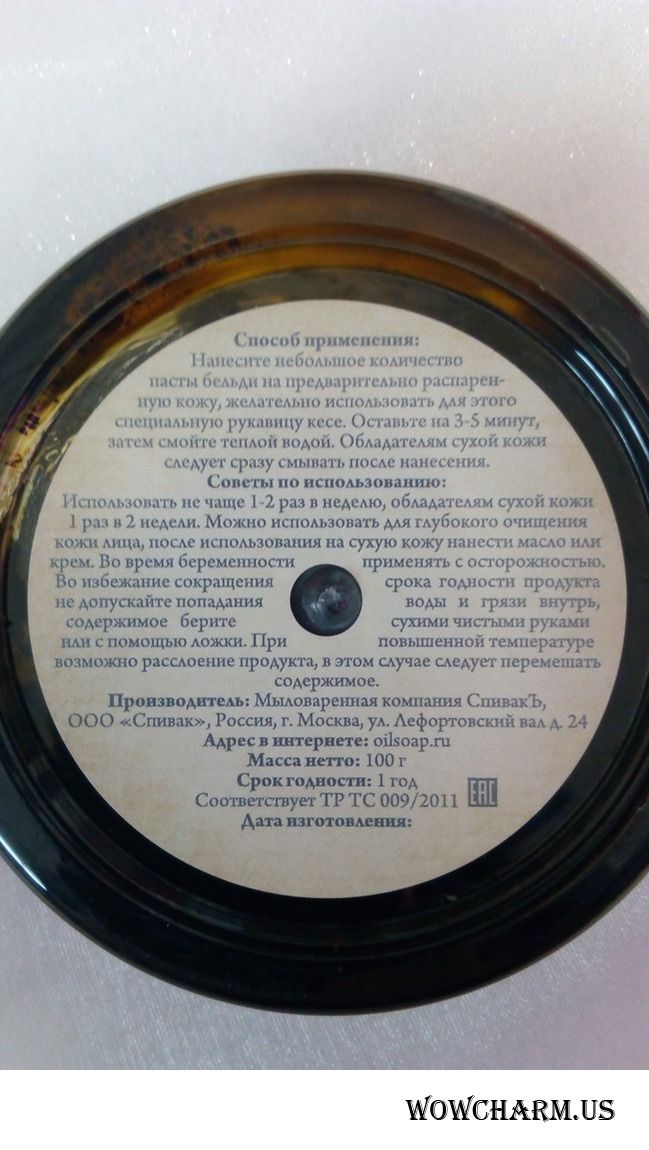 Способ применения:
Нанесите небольшое количество
пасты бельди на предварительно распарен-
ную кожу, желательно использовать для этого
специальную рукавицу кесе. Оставьте на 3-5 минут,
затем смойте теплой водой. Обладателям сухой кожи
следует сразу смывать после нанесения.
Советы по использованию:
Использовать не чаще 1-2 раз в неделю, обладателям сухой кожи
1 раз в 2 недели. Можно использовать для глубокого очищения
кожи лица, после использования на сухую кожу нанести масло или
крем. Во время беременности применять с осторожностью.
Во избежание сокращения срока годности продукта
не допускайте попадания воды и грязи внутрь,
содержимое берите сухими чистыми руками
или с помощью ложки. При повышенной температуре
возможно расслоение продукта, в этом случае следует перемешать
содержимое.
Производитель: Мыловаренная компания СпивакЪ,
ООО «Спивак», Россия, г. Москва, ул. Лефортовский вал д. 24
Адрес в интернете: oilsoap.ru
Масса нетто: 100 г
Срок годности: 1 год
Соответствует ТР ТС 009/2011 EAC
Дата изготовления:
WOWCHARM.US